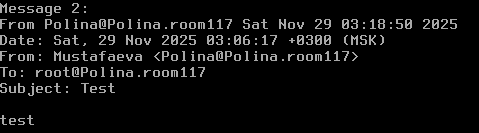 Message 2:
From Polina@Polina.room117 Sat Nov 29 03:18:50 2025
Date: Sat, 29 Nov 2025 03:06:17 +0300 (MSK)
From: Mustafaeva <Polina@Polina.room117>
To: root@Polina.room117
Subject: Test

test